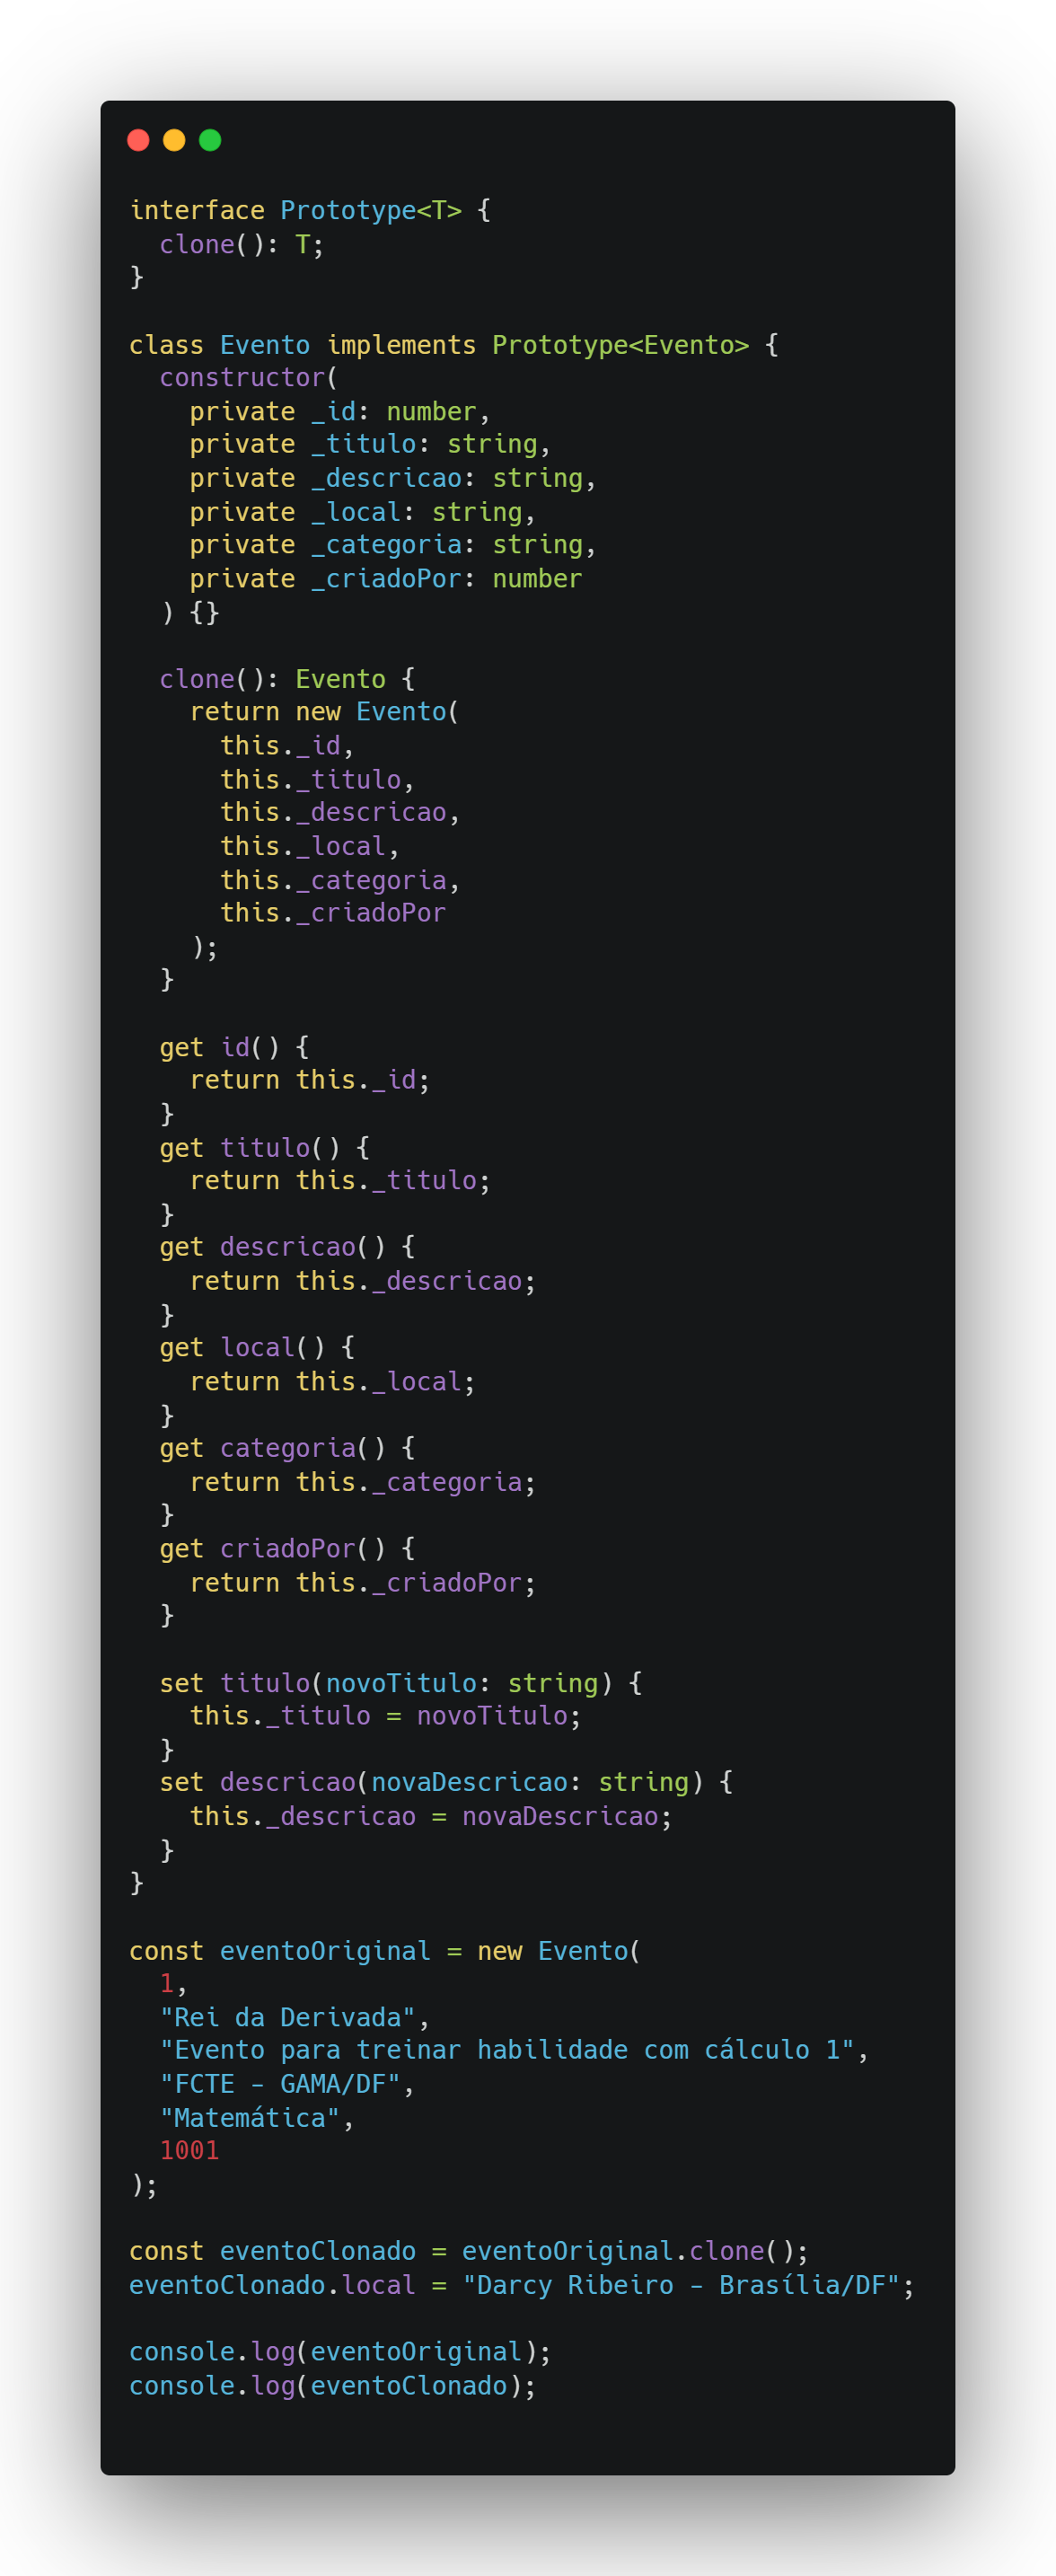 interface Prototype<T> {
  clone(): T;
}

class Evento implements Prototype<Evento> {
  constructor(
    private _id: number,
    private _titulo: string,
    private _descricao: string,
    private _local: string,
    private _categoria: string,
    private _criadoPor: number
  ) {}

  clone(): Evento {
    return new Evento(
      this._id,
      this._titulo,
      this._descricao,
      this._local,
      this._categoria,
      this._criadoPor
    );
  }

  get id() {
    return this._id;
  }
  get titulo() {
    return this._titulo;
  }
  get descricao() {
    return this._descricao;
  }
  get local() {
    return this._local;
  }
  get categoria() {
    return this._categoria;
  }
  get criadoPor() {
    return this._criadoPor;
  }

  set titulo(novoTitulo: string) {
    this._titulo = novoTitulo;
  }
  set descricao(novaDescricao: string) {
    this._descricao = novaDescricao;
  }
}

const eventoOriginal = new Evento(
  1,
  "Rei da Derivada",
  "Evento para treinar habilidade com cálculo 1",
  "FCTE - GAMA/DF",
  "Matemática",
  1001
);

const eventoClonado = eventoOriginal.clone();
eventoClonado.local = "Darcy Ribeiro - Brasília/DF";

console.log(eventoOriginal);
console.log(eventoClonado);